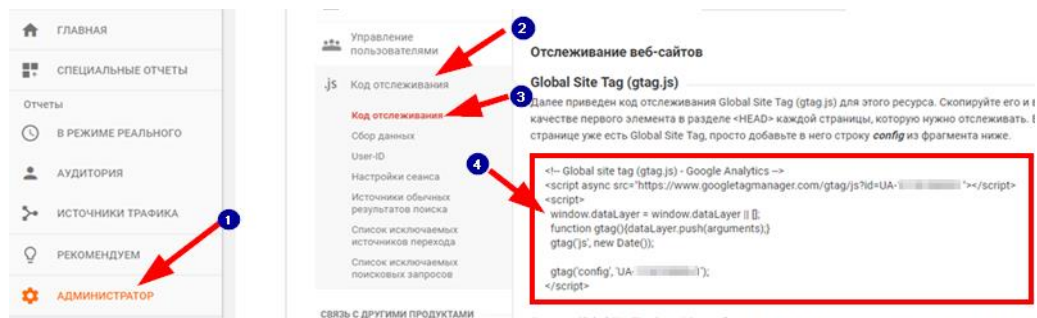 ГЛАВНАЯ
СПЕЦИАЛЬНЫЕ ОТЧЕТЫ
Отчеты
В РЕЖИМЕ РЕАЛЬНОГО
АУДИТОРИЯ
ИСТОЧНИКИ ТРАФИКА
1
РЕКОМЕНДУЕМ
АДМИНИСТРАТОР
2
Управление
пользователями
.js Код отслеживания
3
Код отслеживания
Сбор данных
User-ID
4
Настройки сеанса
Источники обычных
результатов поиска
Список исключаемых
источников перехода
Список исключаемых
поисковых запросов
СВЯЗЬ С ДРУГИМИ ПРОДУКТАМИ
Отслеживание веб-сайтов
Global Site Tag (gtag.js)
Далее приведен код отслеживания Global Site Tag (gtag.js) для этого ресурса. Скопируйте его и в
качестве первого элемента в разделе <HEAD> каждой страницы, которую нужно отслеживать. Е
странице уже есть Global Site Tag, просто добавьте в него строку config из фрагмента ниже.
<!-- Global site tag (gtag.js) - Google Analytics -->
<script async src="https://www.googletagmanager.com/gtag/js?id=UA- "></script>
<script>
window.dataLayer = window.dataLayer || [];
function gtag(){dataLayer.push(arguments);}
gtag('js', new Date());
gtag('config', 'UA- ');
</script>